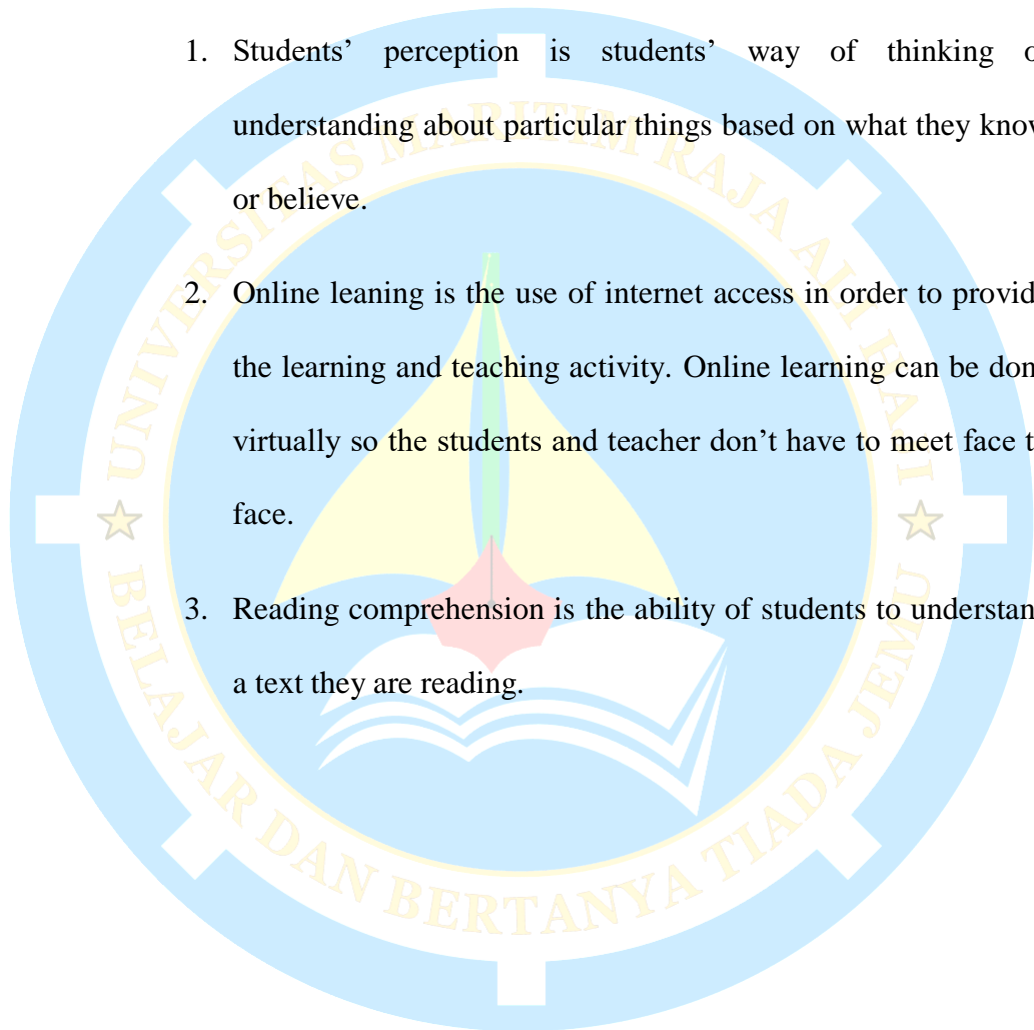 1. Students’ perception is students’ way of thinking o
understanding about particular things based on what they know
or believe.
2. Online leaning is the use of internet access in order to provid
the learning and teaching activity. Online learning can be don
virtually so the students and teacher don’t have to meet face t
face.
3. Reading comprehension is the ability of students to understan
a text they are reading.
UNIVERSITAS MARITIM RAJA ALI HAJI
BELAJAR DAN BERTANYA TIADA JEMU